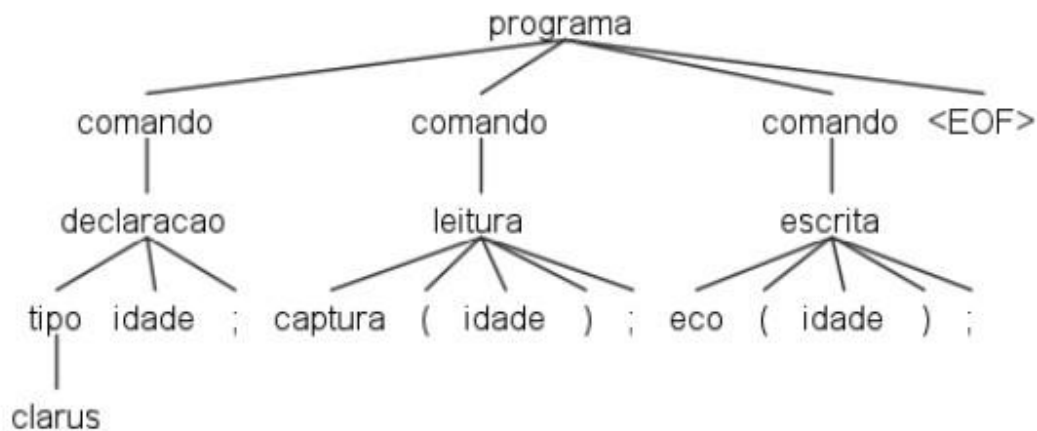 programa
comando comando comando <EOF>
declaracao leitura escrita
tipo idade ; captura ( idade ) ; eco ( idade ) ;
clarus